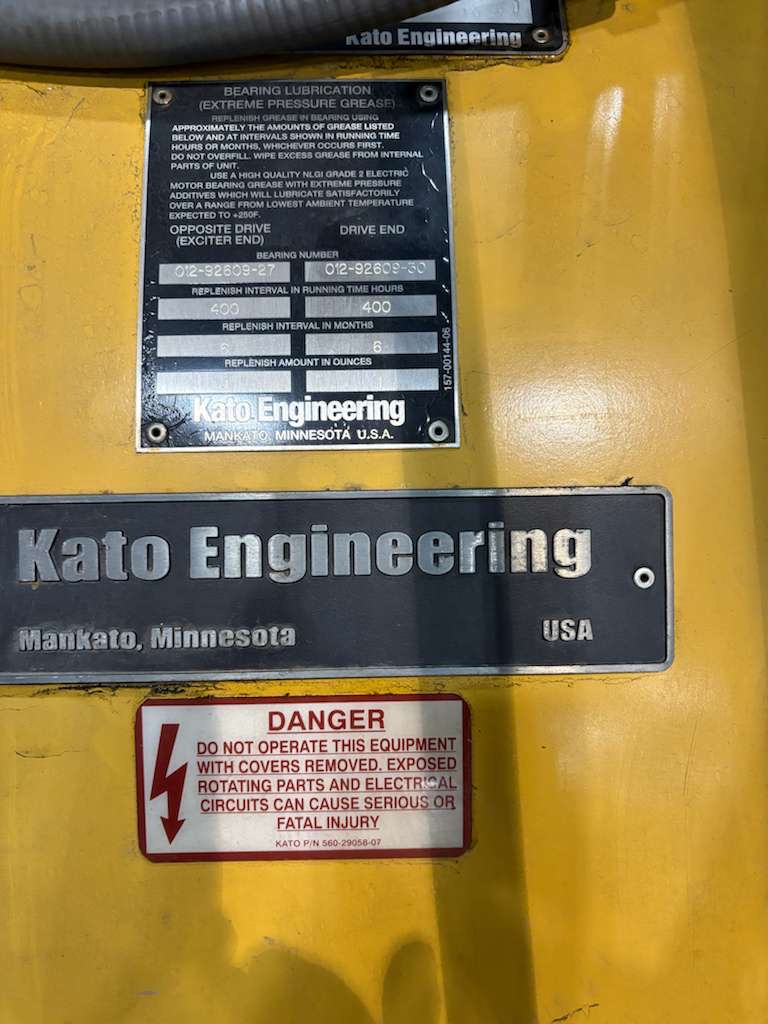 Kato Engineering
BEARING LUBRICATION
(EXTREME PRESSURE GREASE)
REPLENISH GREASE IN BEARING USING
APPROXIMATELY THE AMOUNTS OF GREASE LISTED
BELOW AND AT INTERVALS SHOWN IN RUNNING TIME
HOURS OR MONTHS, WHICHEVER OCCURS FIRST.
DO NOT OVERFILL. WIPE EXCESS GREASE FROM INTERNAL
PARTS OF UNIT.
USE A HIGH QUALITY NLGI GRADE 2 ELECTRIC
MOTOR BEARING GREASE WITH EXTREME PRESSURE
ADDITIVES WHICH WILL LUBRICATE SATISFACTORILY
OVER A RANGE FROM LOWEST AMBIENT TEMPERATURE
EXPECTED TO +250F.
OPPOSITE DRIVE DRIVE END
(EXCITER END)
BEARING NUMBER
012-92609-27 012-92609-30
REPLENISH INTERVAL IN RUNNING TIME HOURS
400 400
REPLENISH INTERVAL IN MONTHS
6 6
REPLENISH AMOUNT IN OUNCES
157-00144-06
Kato Engineering
MANKATO, MINNESOTA U.S.A.
Kato Engineering
Mankato, Minnesota USA
DANGER
DO NOT OPERATE THIS EQUIPMENT
WITH COVERS REMOVED. EXPOSED
ROTATING PARTS AND ELECTRICAL
CIRCUITS CAN CAUSE SERIOUS OR
FATAL INJURY
KATO P/N 560-29058-07